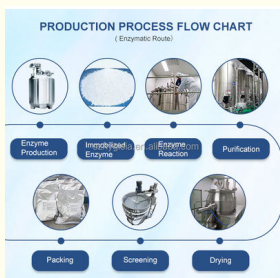 PRODUCTION PROCESS FLOW CHART
( Enzymatic Route)
Enzyme
Production
Immobilized
Enzyme
Enzyme
Reaction
Purification
Packing
Screening
Drying